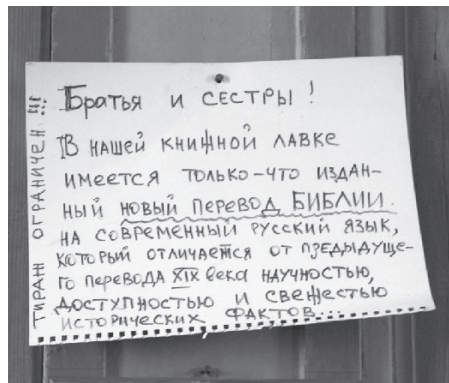 Братья и сестры!
В нашей книжной лавке
имеется только-что издан-
ный новый перевод БИБЛИИ
на современный русский язык,
который отличается от предыдуще-
го перевода XIX века научностью,
доступностью и свежестью
исторических фактов...
ТИРАЖ ОГРАНИЧЕН!!!